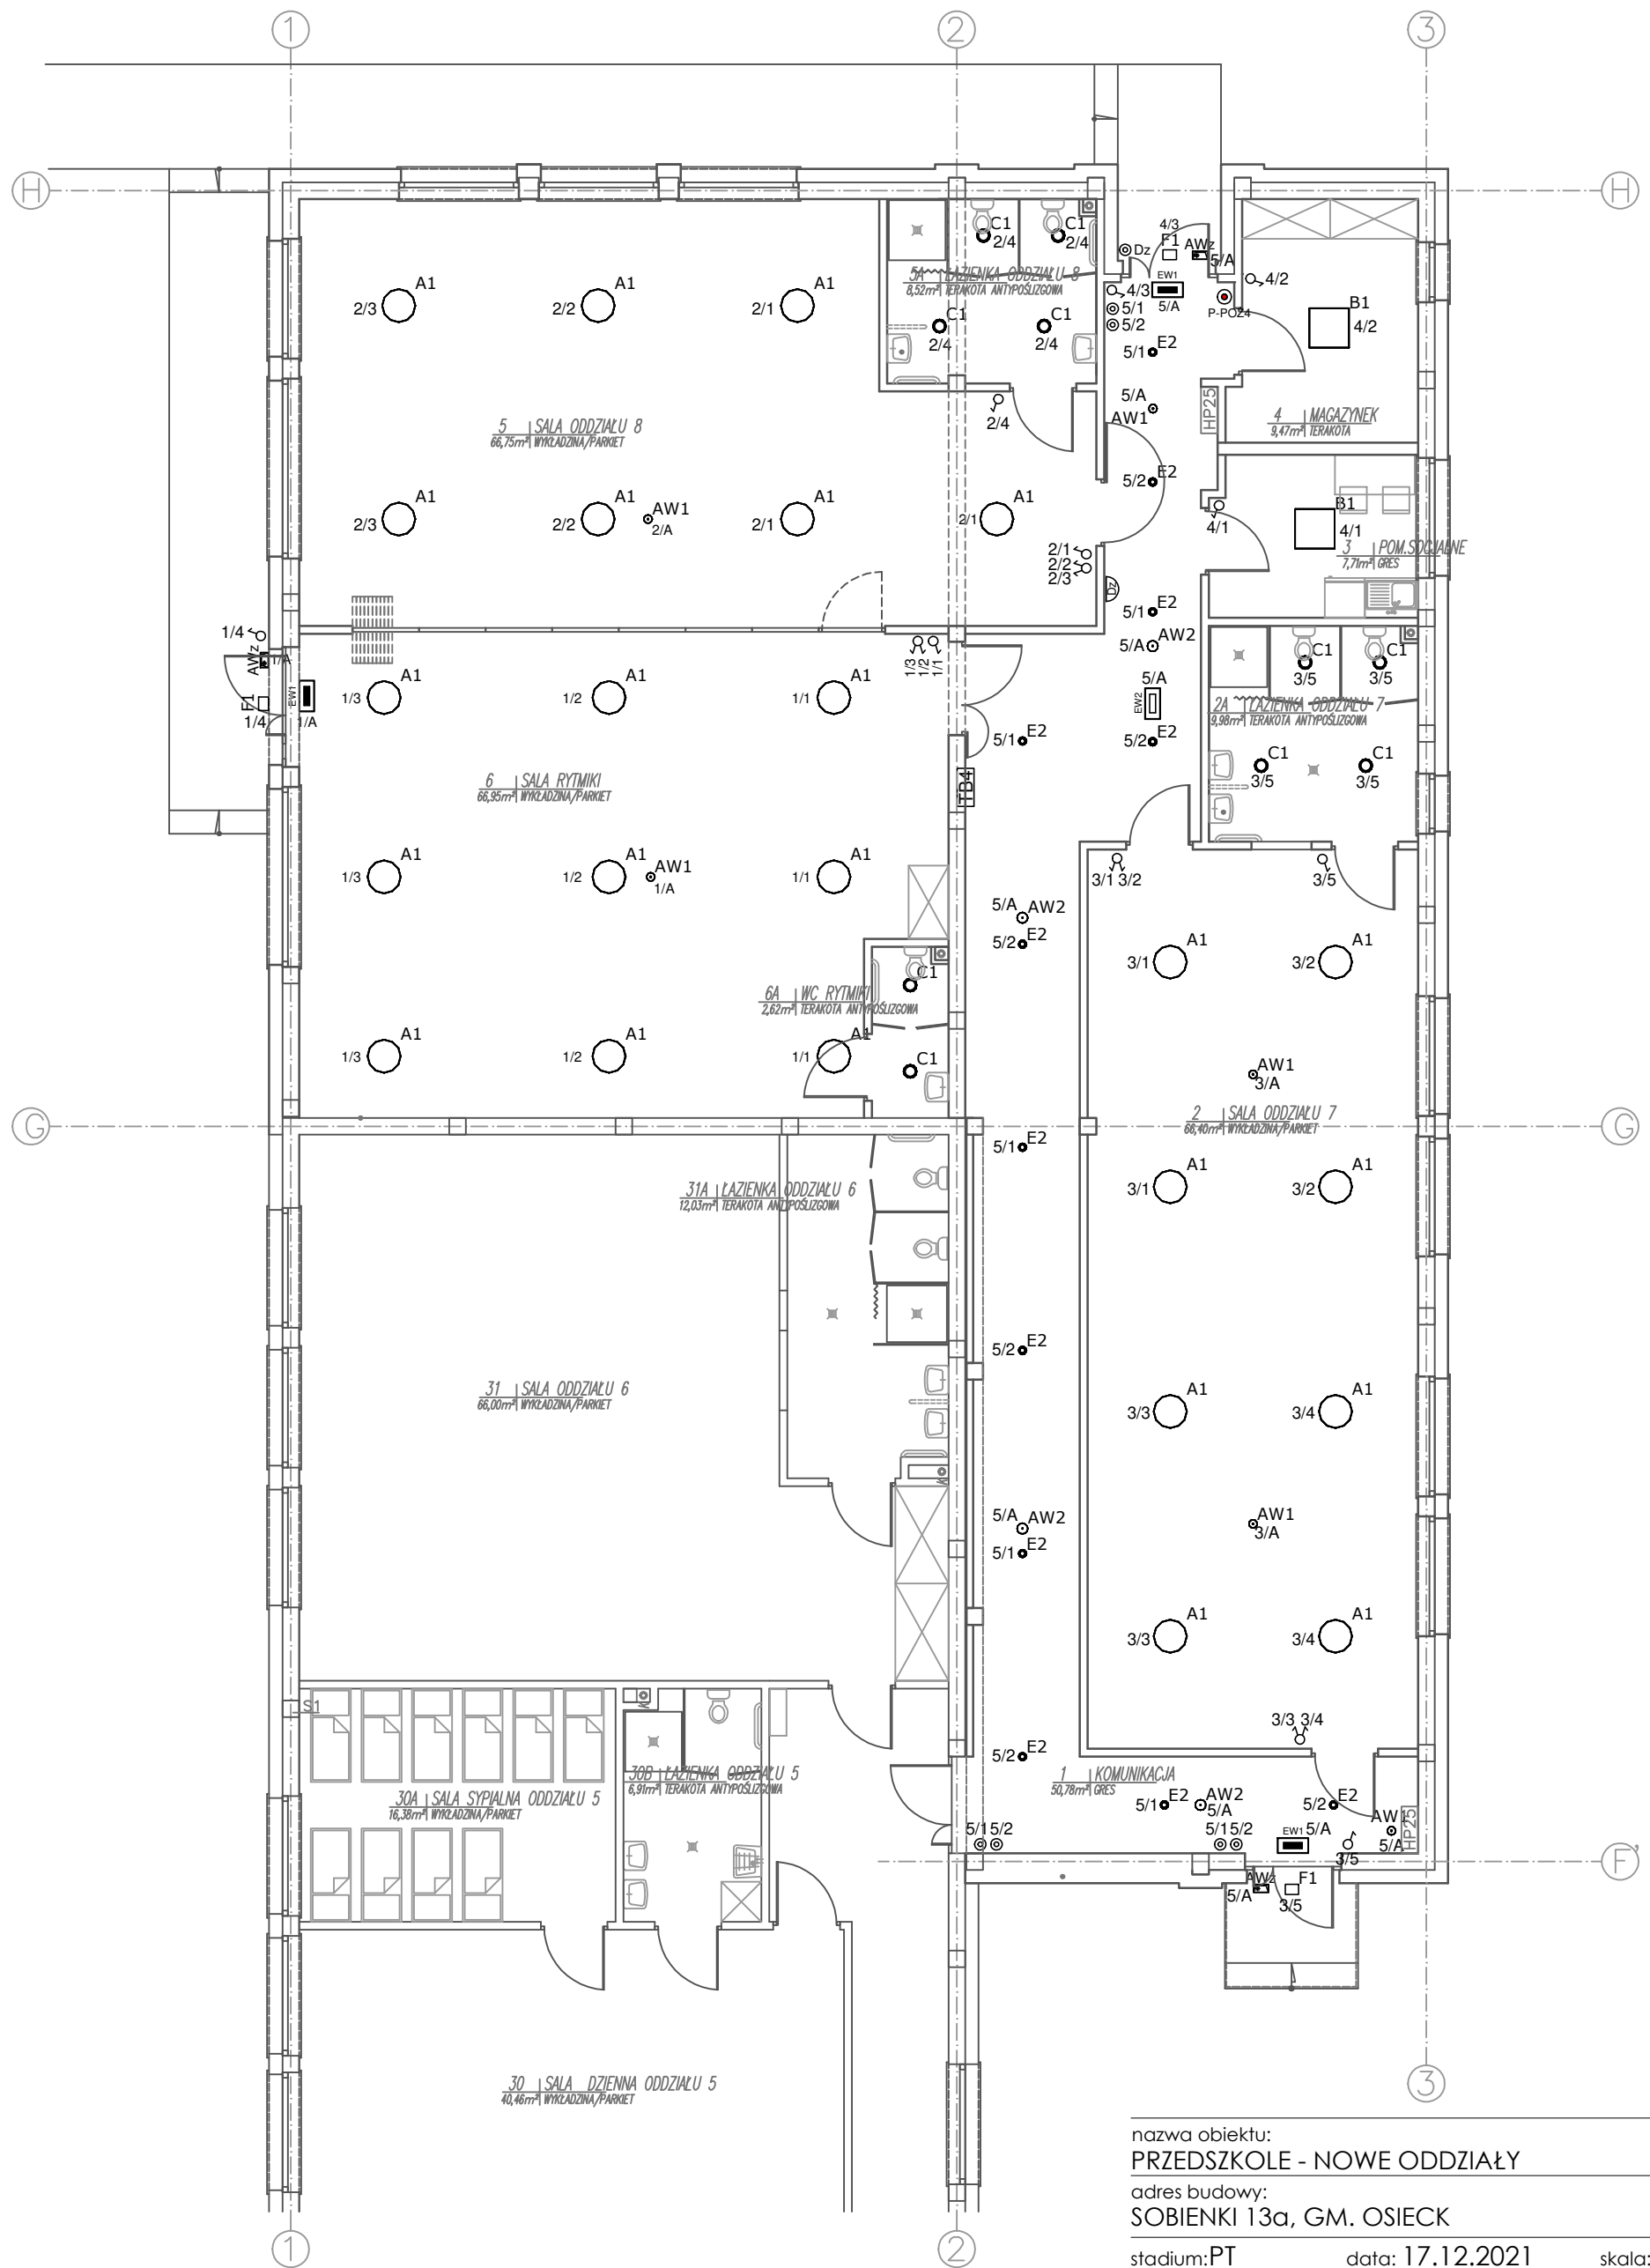 1 2 3
H H
C1 C1
4/3
2/4 2/4
Dz F1 AWz
5/A
5A ŁAZIENKA ODDZIAŁU 8
8,52m² TERAKOTA ANTYPOŚLIZGOWA
EW1
4/3 5/A 4/2
A1 A1 A1
2/3 2/2 2/1
5/1
5/2
P-POŻ4
C1 C1
2/4 2/4
B1
4/2
5/1 E2
5/A
AW1
HP25
2/4
5 SALA ODDZIAŁU 8
66,75m² WYKŁADZINA/PARKIET
4 MAGAZYNEK
9,47m² TERAKOTA
5/2 E2
A1 A1 A1 A1
2/3 2/2 2/1 2/1
AW1
2/A
B1
4/1 4/1
3 POM.SOCJALNE
7,71m² GRES
2/1
2/2
2/3
Dz
5/1 E2
1/4
AWz 1/A
5/A AW2
1/3 1/2 1/1
C1 C1
3/5 3/5
F1 EW1
1/4 1/A
A1 A1 A1
1/3 1/2 1/1
5/A
EW2
2A ŁAZIENKA ODDZIAŁU 7
9,98m² TERAKOTA ANTYPOŚLIZGOWA
5/1 E2 5/2 E2
C1 C1
3/5 3/5
6 SALA RYTMIKI
66,95m² WYKŁADZINA/PARKIET
TB4
A1 A1 A1
1/3 1/2 1/1
AW1
1/A
3/1 3/2 3/5
5/A AW2
5/2 E2
A1 A1
3/1 3/2
C1
6A WC RYTMIKI
2,62m² TERAKOTA ANTYPOŚLIZGOWA
A1 A1 A1
1/3 1/2 1/1
C1
AW1
3/A
G G
2 SALA ODDZIAŁU 7
66,40m² WYKŁADZINA/PARKIET
5/1 E2
A1 A1
3/1 3/2
31A ŁAZIENKA ODDZIAŁU 6
12,03m² TERAKOTA ANTYPOŚLIZGOWA
5/2 E2
31 SALA ODDZIAŁU 6
66,00m² WYKŁADZINA/PARKIET
A1 A1
3/3 3/4
5/A AW2
5/1 E2
AW1
3/A
A1 A1
3/3 3/4
S1
3/3 3/4
5/2 E2
30B ŁAZIENKA ODDZIAŁU 5
6,91m² TERAKOTA ANTYPOŚLIZGOWA
1 KOMUNIKACJA
50,78m² GRES
30A SALA SYPIALNA ODDZIAŁU 5
16,38m² WYKŁADZINA/PARKIET
5/1 E2 AW2
5/A
5/2 E2
AW1
5/A
HP25
5/1 5/2 5/1 5/2 EW1 5/A
3/5
F'
AWz F1
5/A 3/5
30 SALA DZIENNA ODDZIAŁU 5
40,46m² WYKŁADZINA/PARKIET
3
nazwa obiektu:
PRZEDSZKOLE - NOWE ODDZIAŁY
adres budowy:
SOBIENKI 13a, GM. OSIECK
stadium: PT data: 17.12.2021 skala:
1 2